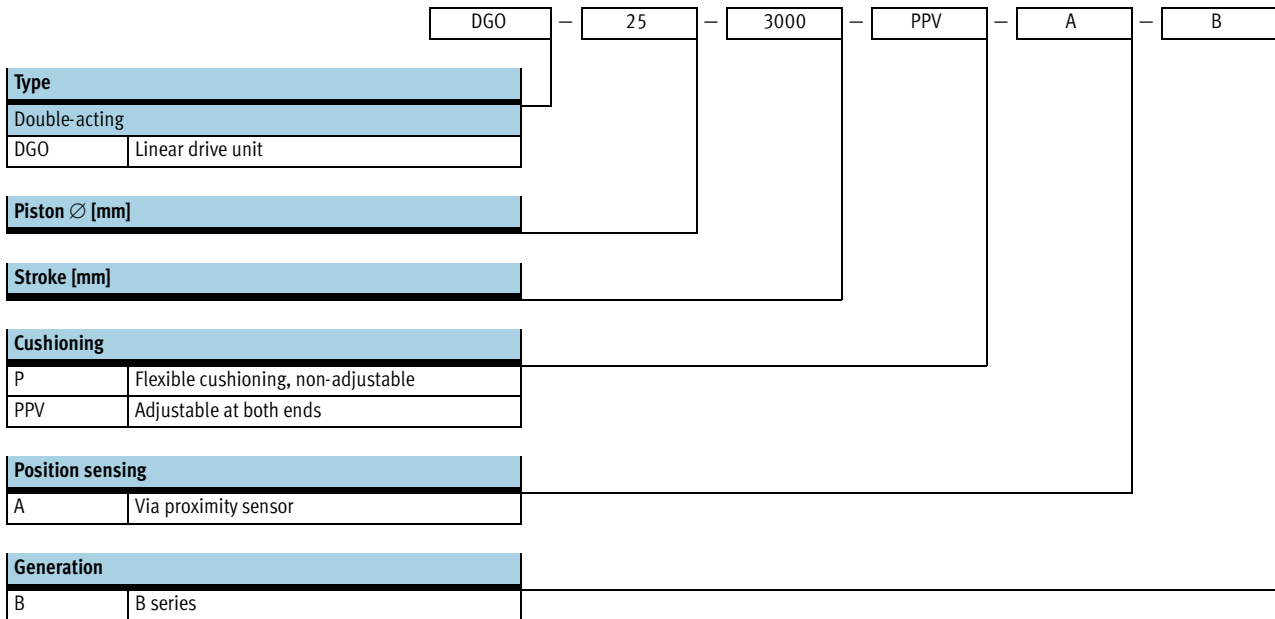 DGO – 25 – 3000 – PPV – A – B
Type
Double-acting
DGO Linear drive unit
Piston ∅ [mm]
Stroke [mm]
Cushioning
P Flexible cushioning, non-adjustable
PPV Adjustable at both ends
Position sensing
A Via proximity sensor
Generation
B B series